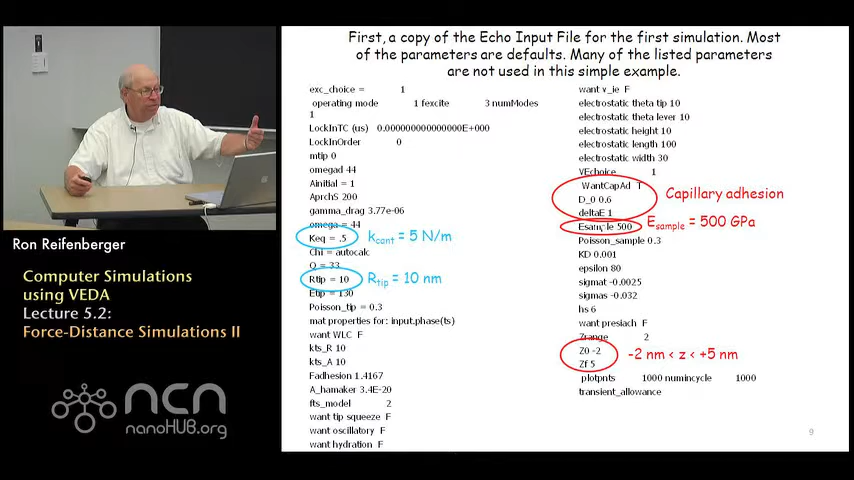 First, a copy of the Echo Input File for the first simulation. Most
of the parameters are defaults. Many of the listed parameters
are not used in this simple example.
exc_choice = 1
operating mode 1 fexcite 3 numModes
1
LockInTC (us) 0.000000000000000E+000
LockInOrder 0
mtip 0
omegad 44
Ainitial = 1
AprchS 200
gamma_drag 3.77e-06
omega = 44
Keq = .5
kcant = 5 N/m
Chi = autocalc
Q = 33
Rtip = 10
Rtip = 10 nm
Etip = 130
Poisson_tip = 0.3
mat properties for: input.phase(ts)
want WLC F
kts_R 10
kts_A 10
Fadhesion 1.4167
A_hamaker 3.4E-20
fts_model 2
want tip squeeze F
want oscillatory F
want hydration F
want v_ie F
electrostatic theta tip 10
electrostatic theta lever 10
electrostatic height 10
electrostatic length 100
electrostatic width 30
VEchoice 1
WantCapAd T
D_0 0.6
deltaE 1
Capillary adhesion
Esample 500
Esample = 500 GPa
Poisson_sample 0.3
KD 0.001
epsilon 80
sigmat -0.0025
sigmas -0.032
hs 6
want preisach F
Zrange 2
Z0 -2
Zf 5
-2 nm < z < +5 nm
plotpnts 1000 numincycle 1000
transient_allowance
9
Ron Reifenberger
Computer Simulations
using VEDA
Lecture 5.2:
Force-Distance Simulations II
ncn
nanoHUB.org